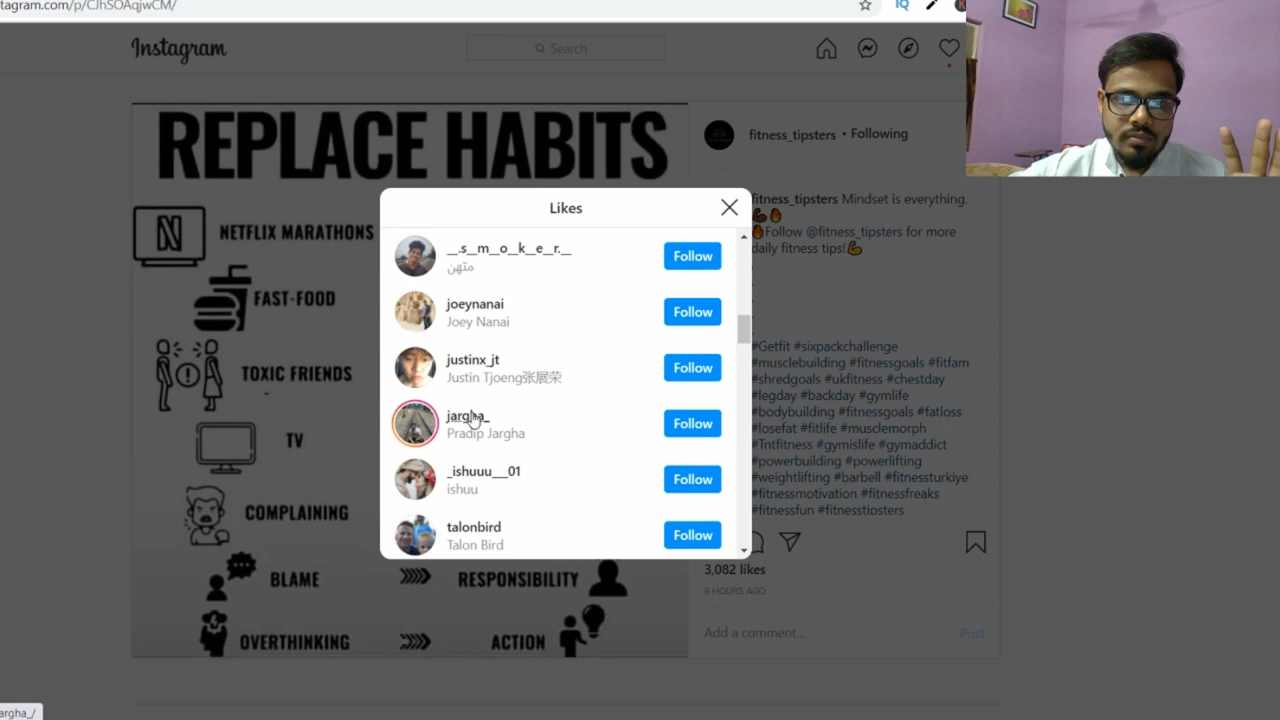 tagram.com/p/CJhSOAqjwCM/
IQ
Instagram
Search
REPLACE HABITS
N
NETFLIX MARATHONS
FAST-FOOD
TOXIC FRIENDS
TV
COMPLAINING
BLAME
RESPONSIBILITY
OVERTHINKING
ACTION
Likes
__.s__m__o__k__e__r.__
متهن
Follow
joeynanai
Joey Nanai
Follow
justinx_jt
Justin Tjoeng张展荣
Follow
jargha_
Pradip Jargha
Follow
_ishuuu___01
ishuu
Follow
talonbird
Talon Bird
Follow
fitness_tipsters • Following
fitness_tipsters Mindset is everything.
💪🔥
🔥Follow @fitness_tipsters for more
daily fitness tips!💪
.
#Getfit #sixpackchallenge
#musclebuilding #fitnessgoals #fitfam
#shredgoals #ukfitness #chestday
#legday #backday #gymlife
#bodybuilding #fitnessgoals #fatloss
#losefat #fitlife #musclemorph
#Tntfitness #gymislife #gymaddict
#powerbuilding #powerlifting
#weightlifting #barbell #fitnessturkiye
#fitnessmotivation #fitnessfreaks
#fitnessfun #fitnesstipsters
3,082 likes
9 HOURS AGO
Add a comment...
Post
argha_/